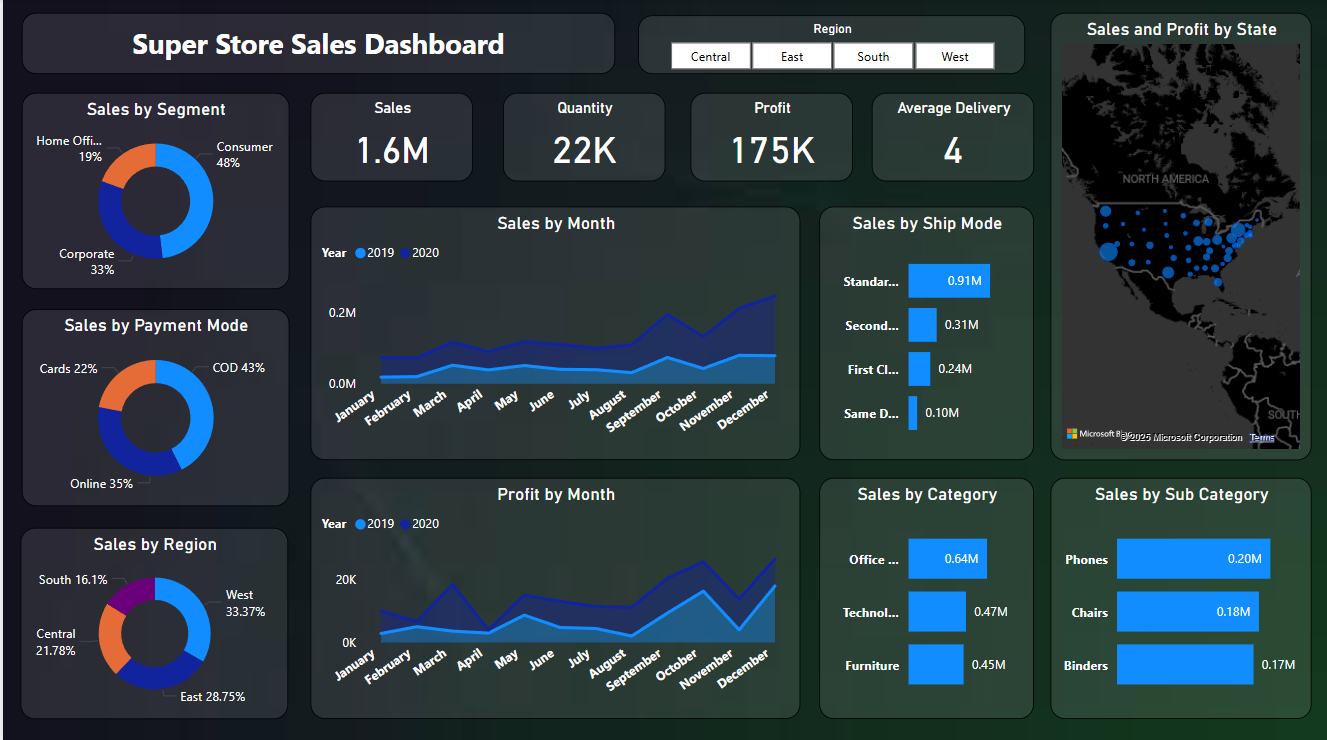 Super Store Sales Dashboard
Region
Central East South West
Sales by Segment
Home Offi...
19%
Consumer
48%
Corporate
33%
Sales
1.6M
Quantity
22K
Profit
175K
Average Delivery
4
Sales and Profit by State
NORTH AMERICA
SOUTH
Microsoft
©2025 Microsoft Corporation Terms
Sales by Payment Mode
Cards 22%
COD 43%
Online 35%
Sales by Month
Year 2019 2020
0.2M
0.0M
January February March April May June July August September October November December
Sales by Ship Mode
Standar... 0.91M
Second... 0.31M
First Cl... 0.24M
Same D... 0.10M
Sales by Region
South 16.1%
West
33.37%
Central
21.78%
East 28.75%
Profit by Month
Year 2019 2020
20K
0K
January February March April May June July August September October November December
Sales by Category
Office ... 0.64M
Technol... 0.47M
Furniture 0.45M
Sales by Sub Category
Phones 0.20M
Chairs 0.18M
Binders 0.17M